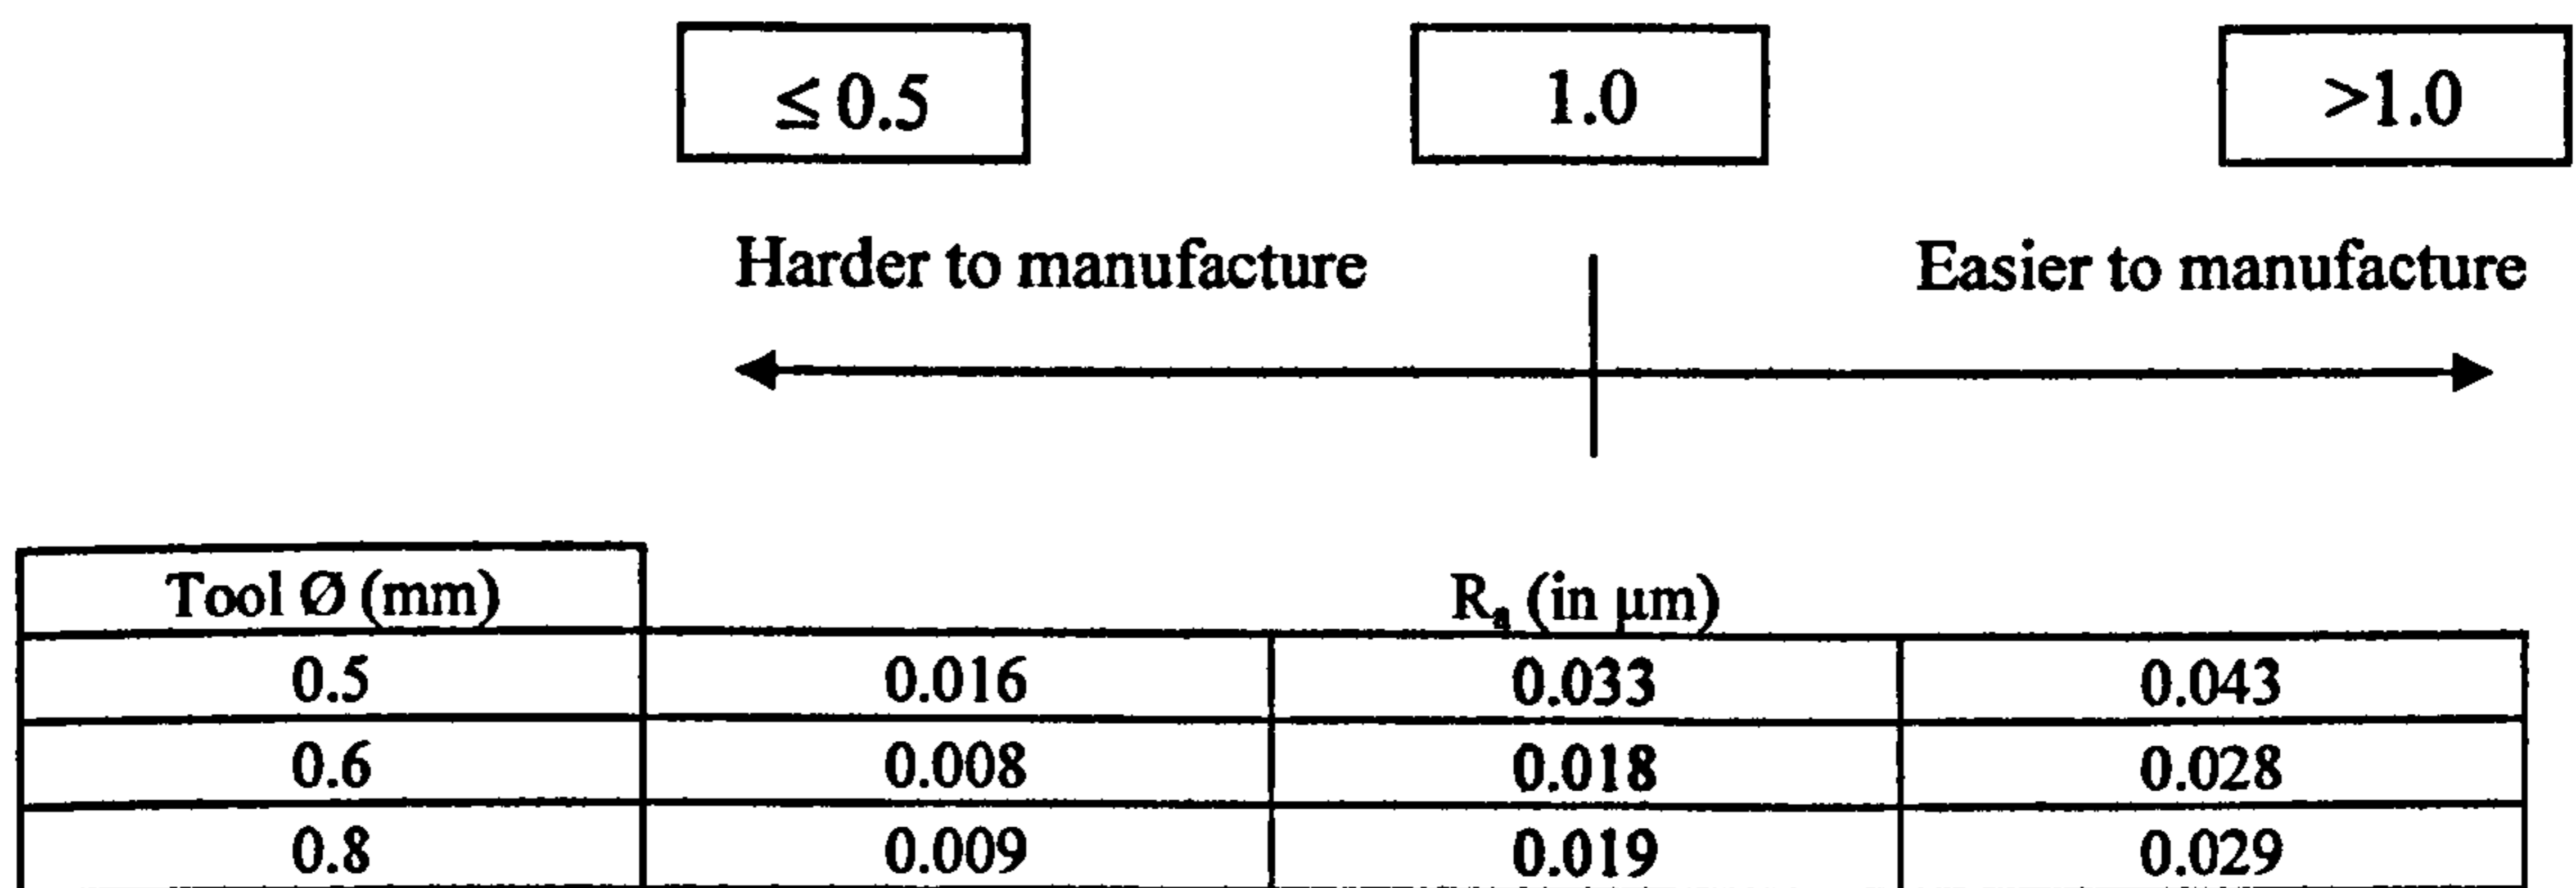 ≤ 0.5 1.0 >1.0
Harder to manufacture Easier to manufacture
Tool Ø (mm) Rₐ (in µm)
0.5 0.016 0.033 0.043
0.6 0.008 0.018 0.028
0.8 0.009 0.019 0.029